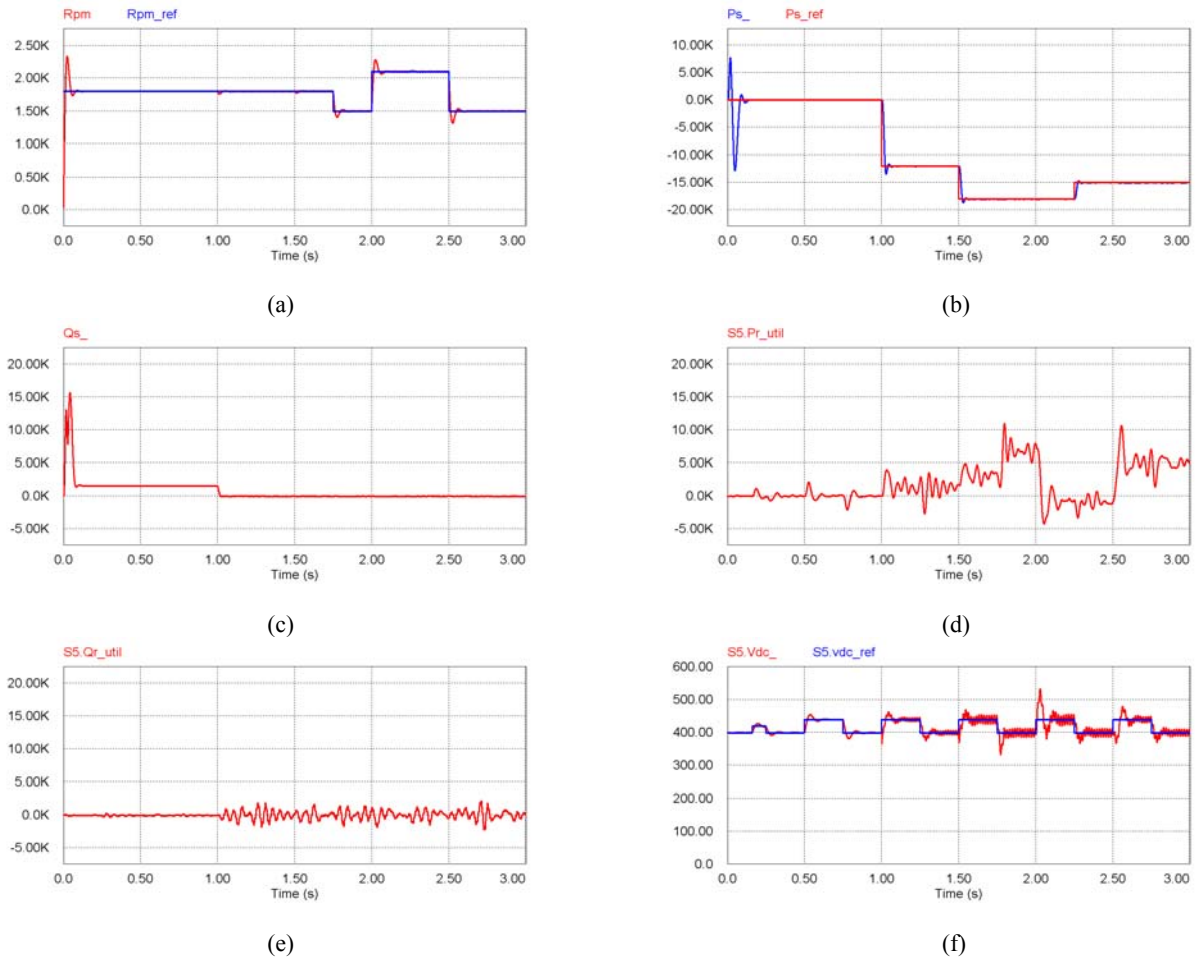 Rpm Rpm_ref
2.50K
2.00K
1.50K
1.00K
0.50K
0.0K
0.0 0.50 1.00 1.50 2.00 2.50 3.00
Time (s)
(a)
Ps_ Ps_ref
10.00K
5.00K
0.0K
-5.00K
-10.00K
-15.00K
-20.00K
0.0 0.50 1.00 1.50 2.00 2.50 3.00
Time (s)
(b)
Qs_
20.00K
15.00K
10.00K
5.00K
0.0K
-5.00K
0.0 0.50 1.00 1.50 2.00 2.50 3.00
Time (s)
(c)
S5.Pr_util
20.00K
15.00K
10.00K
5.00K
0.0K
-5.00K
0.0 0.50 1.00 1.50 2.00 2.50 3.00
Time (s)
(d)
S5.Qr_util
20.00K
15.00K
10.00K
5.00K
0.0K
-5.00K
0.0 0.50 1.00 1.50 2.00 2.50 3.00
Time (s)
(e)
S5.Vdc_ S5.vdc_ref
600.00
500.00
400.00
300.00
200.00
100.00
0.0
0.0 0.50 1.00 1.50 2.00 2.50 3.00
Time (s)
(f)